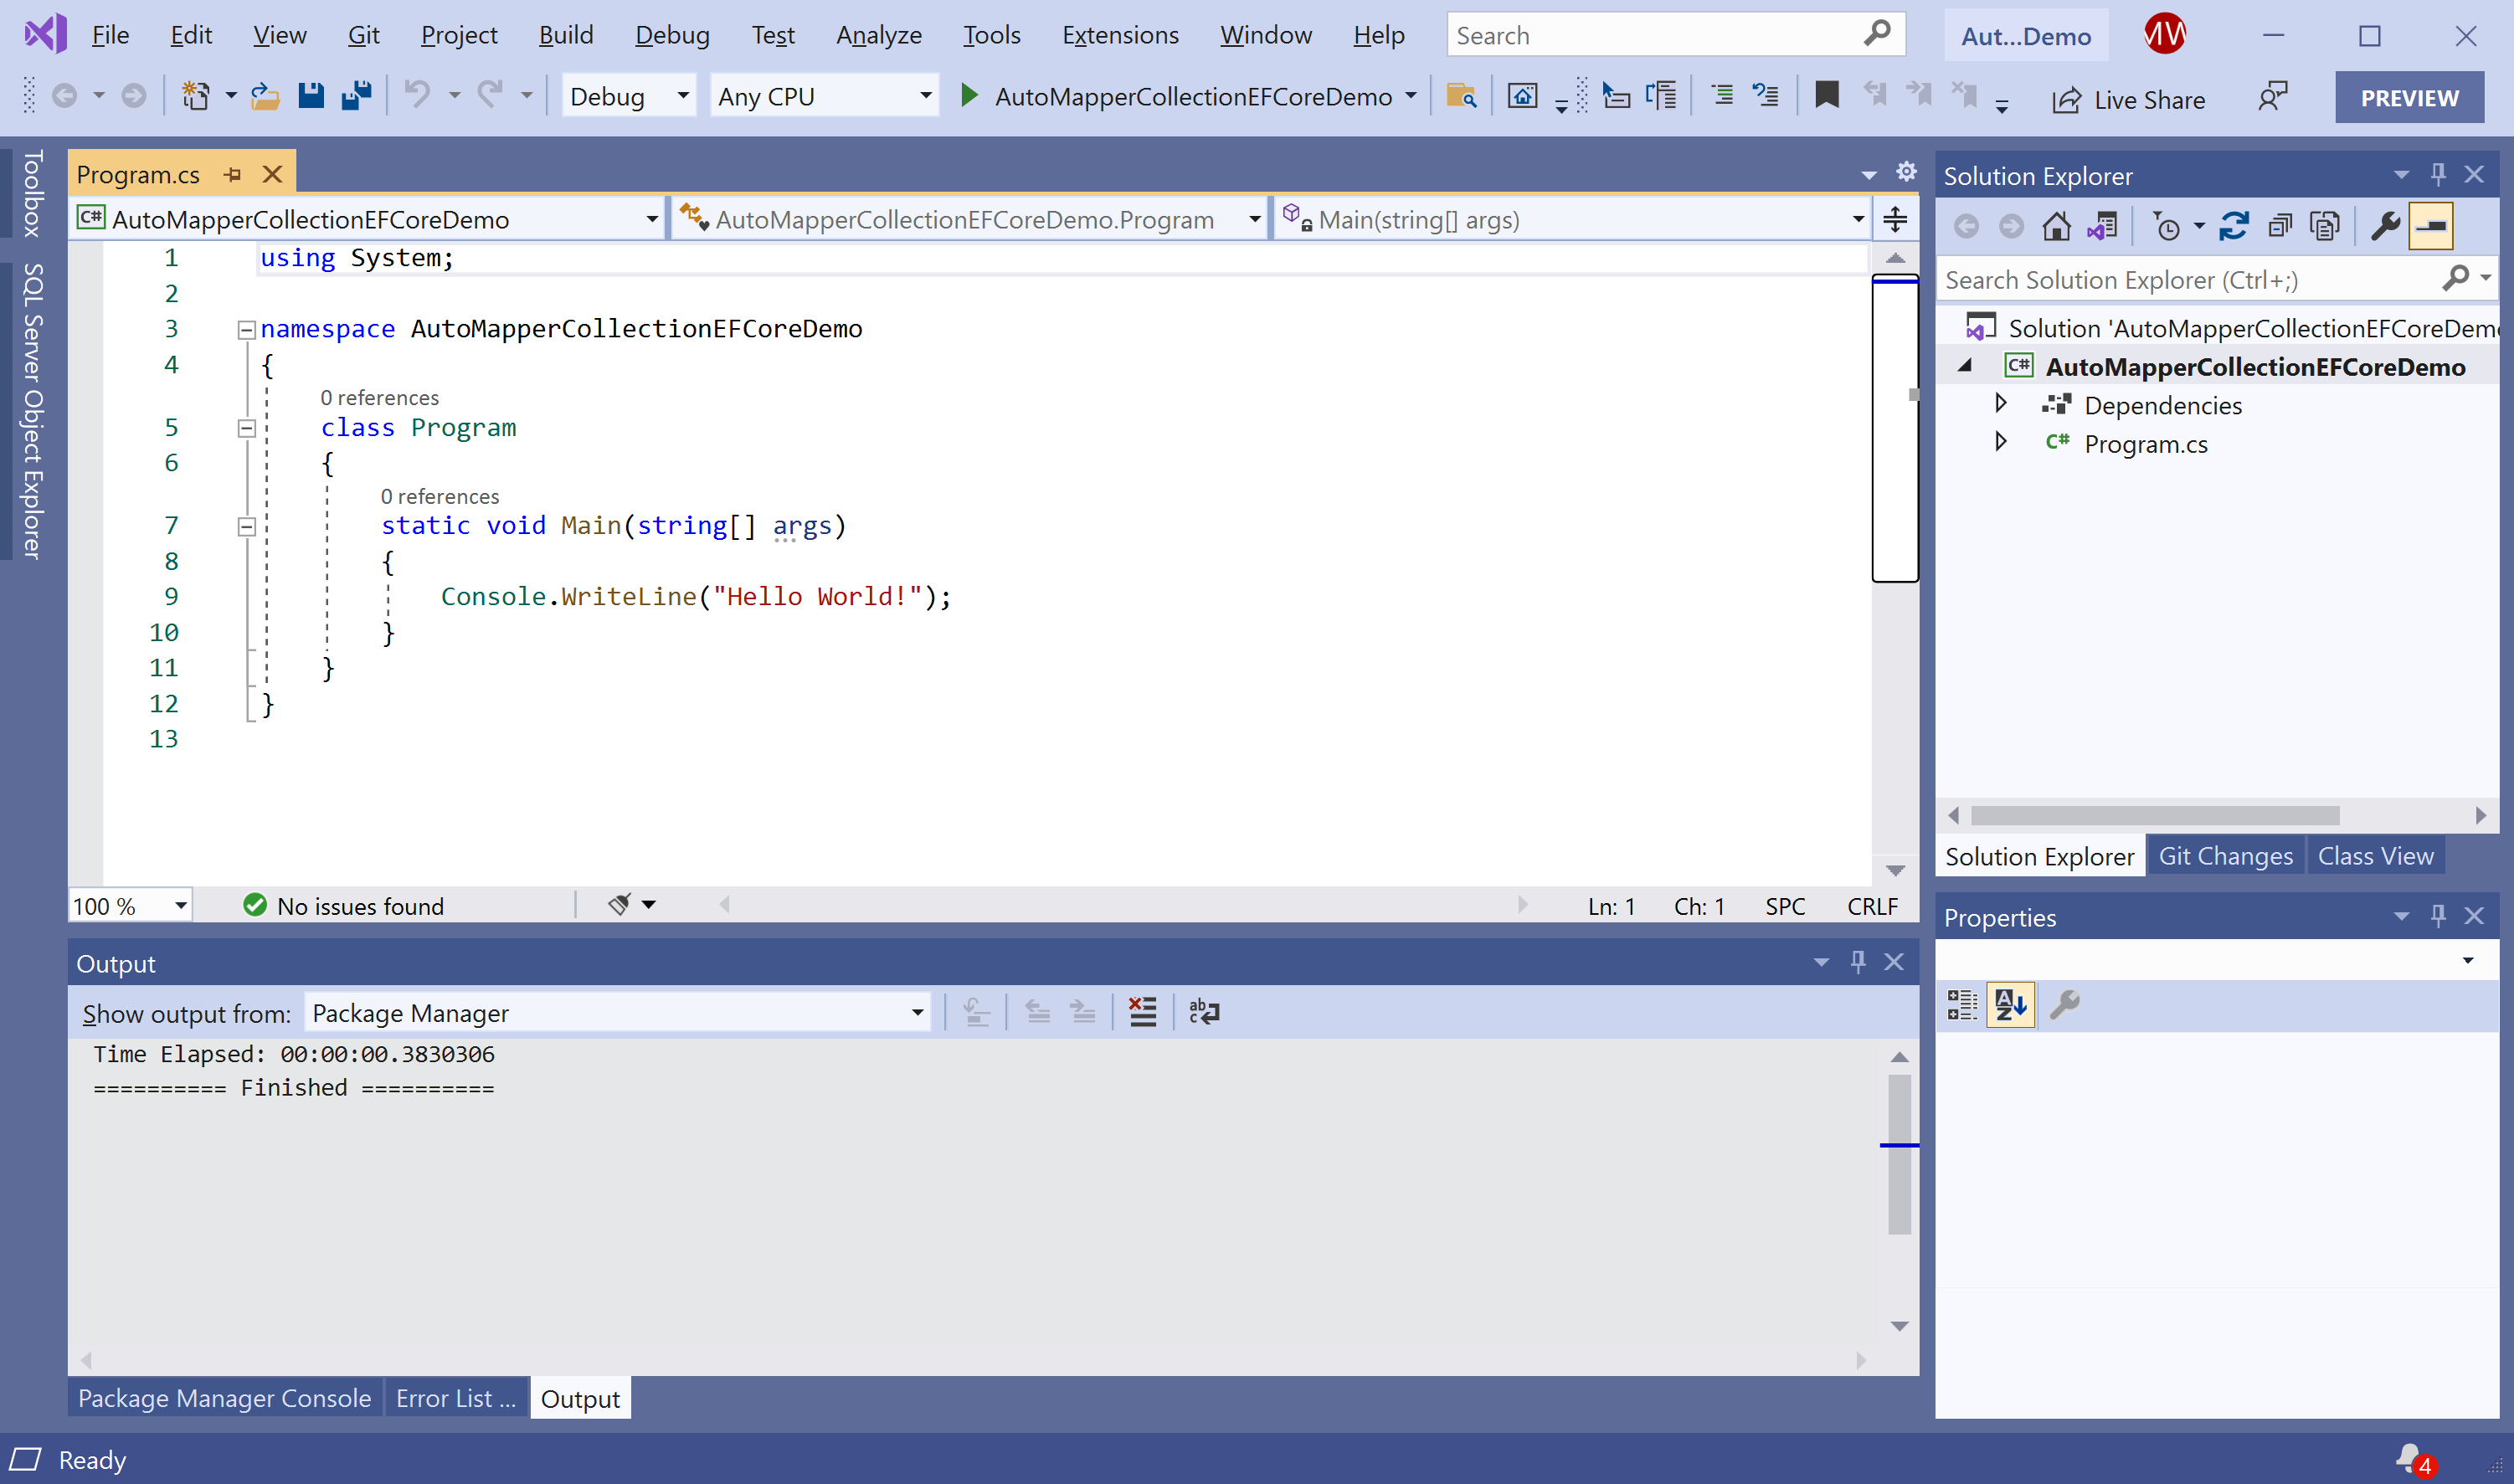 File Edit View Git Project Build Debug Test Analyze Tools Extensions Window Help Search Aut...Demo MW
Debug Any CPU AutoMapperCollectionEFCoreDemo Live Share PREVIEW
Toolbox
SQL Server Object Explorer
Program.cs
AutoMapperCollectionEFCoreDemo AutoMapperCollectionEFCoreDemo.Program Main(string[] args)
1 using System;
2
3 namespace AutoMapperCollectionEFCoreDemo
4 {
0 references
5 class Program
6 {
0 references
7 static void Main(string[] args)
8 {
9 Console.WriteLine("Hello World!");
10 }
11 }
12 }
13
100 % No issues found Ln: 1 Ch: 1 SPC CRLF
Output
Show output from: Package Manager
Time Elapsed: 00:00:00.3830306
========== Finished ==========
Package Manager Console Error List ... Output
Solution Explorer
Search Solution Explorer (Ctrl+;)
Solution 'AutoMapperCollectionEFCoreDem
C# AutoMapperCollectionEFCoreDemo
Dependencies
C# Program.cs
Solution Explorer Git Changes Class View
Properties
Ready 4